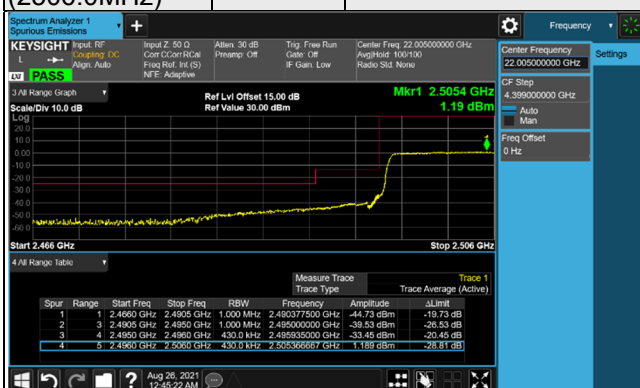 (2506.0MHz)
Spectrum Analyzer 1
Spurious Emissions
+
Frequency
KEYSIGHT
L
LXI PASS
Input: RF
Coupling: DC
Align: Auto
Input Z: 50 Ω
Corr CCorr RCal
Freq Ref: Int (S)
NFE: Adaptive
Atten: 30 dB
Preamp: Off
Trig: Free Run
Gate: Off
IF Gain: Low
Center Freq: 22.005000000 GHz
Avg|Hold: 100/100
Radio Std: None
Center Frequency
22.005000000 GHz
Settings
CF Step
4.399000000 GHz
Auto
Man
Freq Offset
0 Hz
3 All Range Graph
Scale/Div 10.0 dB
Ref Lvl Offset 15.00 dB
Ref Value 30.00 dBm
Mkr1 2.5054 GHz
1.19 dBm
Log
20.0
10.0
0.00
-10.0
-20.0
-30.0
-40.0
-50.0
-60.0
1
Start 2.466 GHz
Stop 2.506 GHz
4 All Range Table
Measure Trace Trace 1
Trace Type Trace Average (Active)
Spur Range Start Freq Stop Freq RBW Frequency Amplitude ΔLimit
1 1 2.4660 GHz 2.4905 GHz 1.000 MHz 2.490377500 GHz -44.73 dBm -19.73 dB
2 3 2.4905 GHz 2.4950 GHz 1.000 MHz 2.495000000 GHz -39.53 dBm -26.53 dB
3 4 2.4950 GHz 2.4960 GHz 430.0 kHz 2.495935000 GHz -33.45 dBm -20.45 dB
4 5 2.4960 GHz 2.5060 GHz 430.0 kHz 2.505366667 GHz 1.189 dBm -28.81 dB
?
Aug 26, 2021
12:45:22 AM